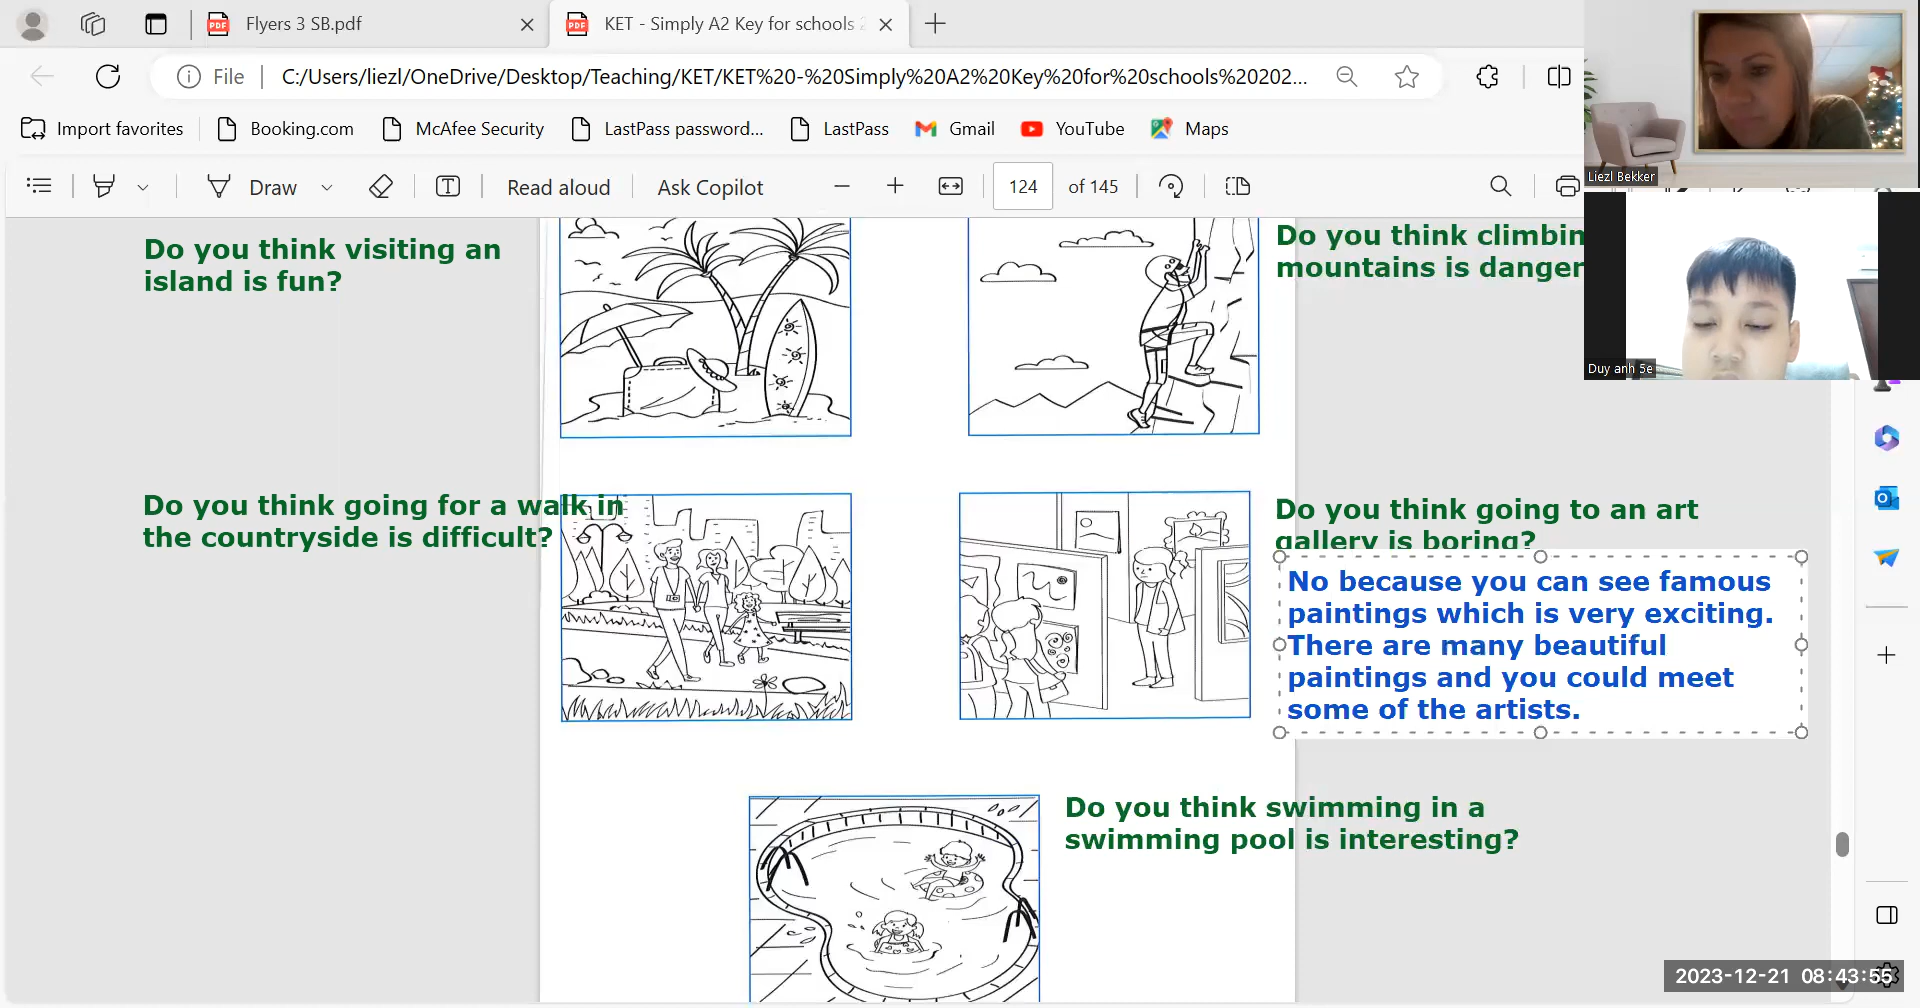 Flyers 3 SB.pdf
KET - Simply A2 Key for schools 2
File
C:/Users/liezl/OneDrive/Desktop/Teaching/KET/KET%20-%20Simply%20A2%20Key%20for%20schools%20202...
Import favorites
Booking.com
McAfee Security
LastPass password...
LastPass
Gmail
YouTube
Maps
Draw
Read aloud
Ask Copilot
124 of 145
Liezl Bekker
Duy anh 5e
Do you think visiting an
island is fun?
Do you think climbin
mountains is danger
Do you think going for a walk in
the countryside is difficult?
Do you think going to an art
gallery is boring?
No because you can see famous
paintings which is very exciting.
There are many beautiful
paintings and you could meet
some of the artists.
Do you think swimming in a
swimming pool is interesting?
2023-12-21 08:43:55